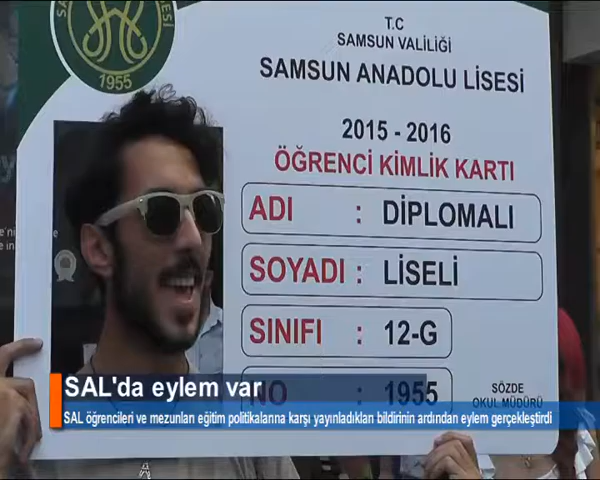 1955
T.C
SAMSUN VALİLİĞİ
SAMSUN ANADOLU LİSESİ
2015 - 2016
ÖĞRENCİ KİMLİK KARTI
ADI : DİPLOMALI
SOYADI : LİSELİ
SINIFI : 12-G
NO : 1955
SÖZDE
OKUL MÜDÜRÜ
SAL'da eylem var
SAL öğrencileri ve mezunları eğitim politikalarına karşı yayınladıkları bildirinin ardından eylem gerçekleştirdi